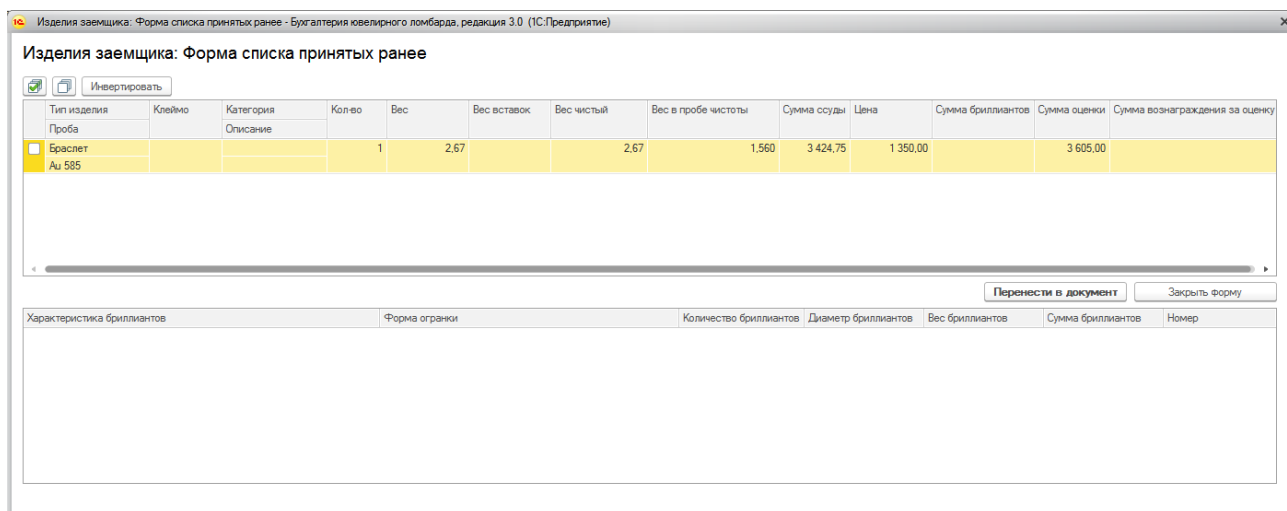 Изделия заемщика: Форма списка принятых ранее - Бухгалтерия ювелирного ломбарда, редакция 3.0 (1С:Предприятие)
Изделия заемщика: Форма списка принятых ранее
Инвертировать
Тип изделия Клеймо Категория Кол-во Вес Вес вставок Вес чистый Вес в пробе чистоты Сумма ссуды Цена Сумма бриллиантов Сумма оценки Сумма вознаграждения за оценку
Проба Описание
Браслет 1 2,67 2,67 1,560 3 424,75 1 350,00 3 605,00
Au 585
Перенести в документ Закрыть форму
Характеристика бриллиантов Форма огранки Количество бриллиантов Диаметр бриллиантов Вес бриллиантов Сумма бриллиантов Номер